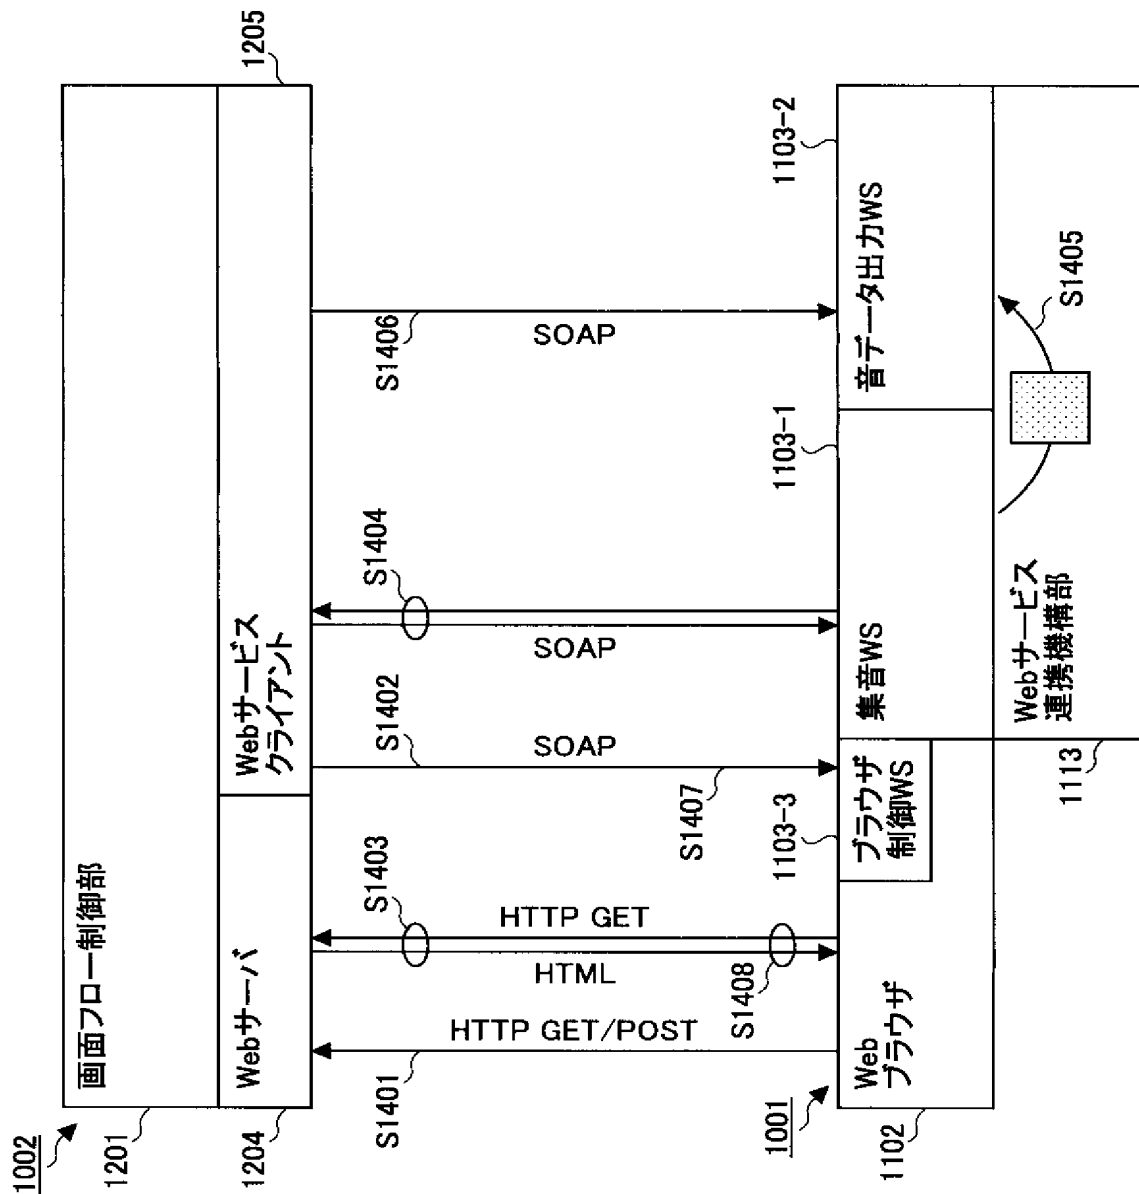 1002
1201
画面フロー制御部
1204
Webサーバ
Webサービス
クライアント
1205
S1401
HTTP GET/POST
S1403
HTTP GET
HTML
S1408
S1402
SOAP
S1407
S1404
SOAP
S1406
SOAP
1001
1102
Web
ブラウザ
1103-3
ブラウザ
制御WS
1103-1
集音WS
1103-2
音データ出力WS
1113
Webサービス
連携機構部
S1405